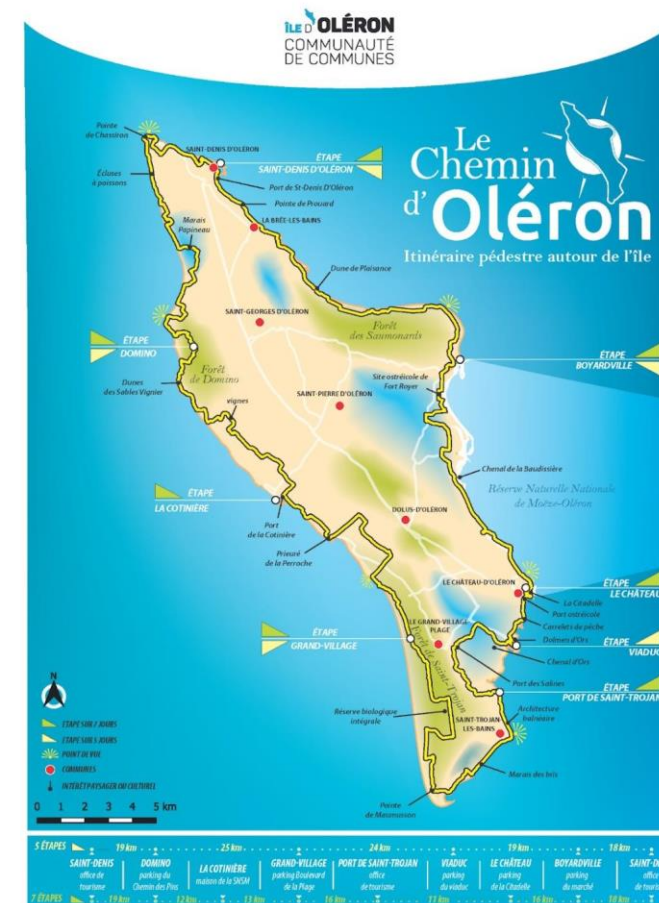 ÎLE D'OLÉRON
COMMUNAUTÉ
DE COMMUNES
Le
Chemin
d'Oléron
Itinéraire pédestre autour de l'île
Pointe
de Chassiron
SAINT-DENIS D'OLÉRON
ÉTAPE
SAINT-DENIS D'OLÉRON
Écluses
à poissons
Port de St-Denis D'Oléron
Pointe de Prouard
LA BRÉE-LES-BAINS
Marais
Papineau
Dune de Plaisance
SAINT-GEORGES D'OLÉRON
Forêt
des Saumonards
ÉTAPE
DOMINO
ÉTAPE
BOYARDVILLE
Forêt
de Domino
Dunes
des Sables Vignier
Site ostréicole de
Fort Royer
SAINT-PIERRE D'OLÉRON
vignes
Chenal de la Baudissière
Réserve Naturelle Nationale
de Moëze-Oléron
ÉTAPE
LA COTINIÈRE
Port
de la Cotinière
DOLUS-D'OLÉRON
Prieuré
de la Perroche
LE CHÂTEAU-D'OLÉRON
ÉTAPE
LE CHÂTEAU
La Citadelle
Port ostréicole
Carrelets de pêche
LE GRAND-VILLAGE
PLAGE
ÉTAPE
GRAND-VILLAGE
Dolmen d'Ors
ÉTAPE
VIADUC
Chenal d'Ors
Forêt de Saint-Trojan
Port des Salines
ÉTAPE
PORT DE SAINT-TROJAN
Réserve biologique
intégrale
Architecture
balnéaire
SAINT-TROJAN
LES-BAINS
Marais des bris
Pointe
de Maumusson
N
ÉTAPE SUR 7 JOURS
ÉTAPE SUR 5 JOURS
POINT DE VUE
COMMUNES
INTÉRÊT PAYSAGER OU CULTUREL
0 1 2 3 4 5 km
5 ÉTAPES 19 km 25 km 24 km 19 km 18 km
SAINT-DENIS DOMINO LA COTINIÈRE GRAND-VILLAGE PORT DE SAINT-TROJAN VIADUC LE CHÂTEAU BOYARDVILLE
office de parking du maison de la SNSM parking Boulevard office parking parking parking office
tourisme Chemin des Pins de la Plage de tourisme du viaduc de la Citadelle du marché
7 ÉTAPES 19 km 12 km 13 km 16 km 11 km 16 km 18 km